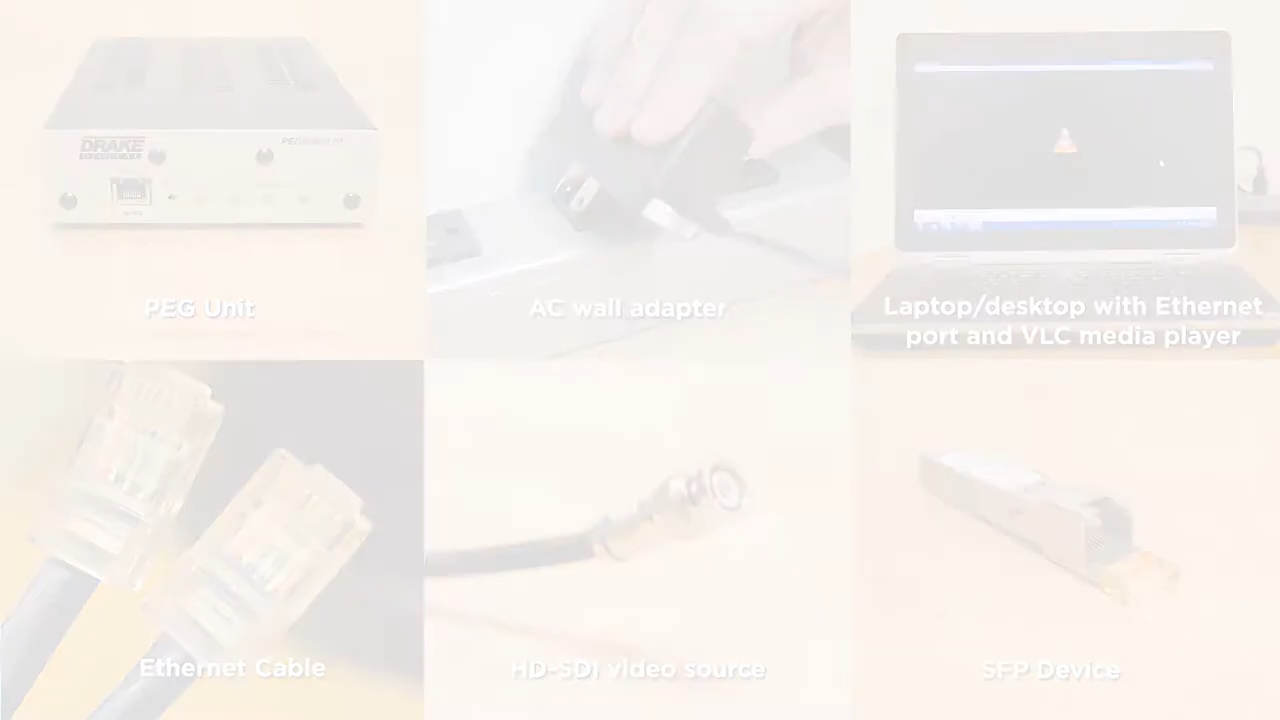 DRAKE
PEG Unit
AC wall adapter
Laptop/desktop with Ethernet
port and VLC media player
Ethernet Cable
HD-SDI video source
SFP Device